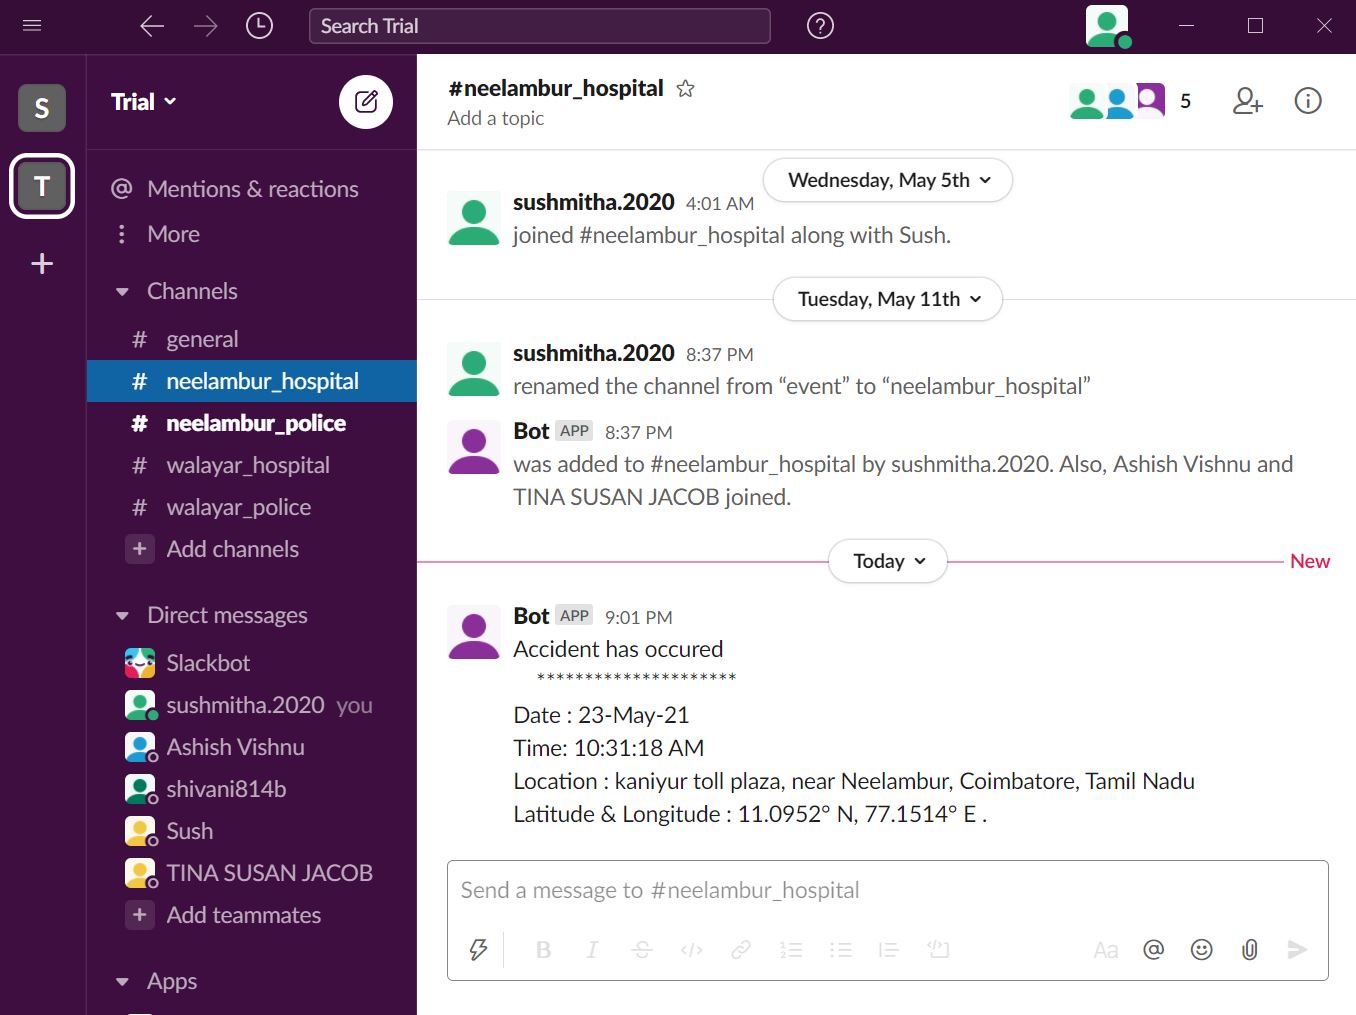 Search Trial
S
T
Trial
Mentions & reactions
More
Channels
# general
# neelambur_hospital
# neelambur_police
# walayar_hospital
# walayar_police
+ Add channels
Direct messages
Slackbot
sushmitha.2020 you
Ashish Vishnu
shivani814b
Sush
TINA SUSAN JACOB
+ Add teammates
Apps
#neelambur_hospital
Add a topic
5
Wednesday, May 5th
sushmitha.2020 4:01 AM
joined #neelambur_hospital along with Sush.
Tuesday, May 11th
sushmitha.2020 8:37 PM
renamed the channel from “event” to “neelambur_hospital”
Bot APP 8:37 PM
was added to #neelambur_hospital by sushmitha.2020. Also, Ashish Vishnu and
TINA SUSAN JACOB joined.
Today
New
Bot APP 9:01 PM
Accident has occured
*********************
Date : 23-May-21
Time: 10:31:18 AM
Location : kaniyur toll plaza, near Neelambur, Coimbatore, Tamil Nadu
Latitude & Longitude : 11.0952° N, 77.1514° E .
Send a message to #neelambur_hospital
B I S Aa @